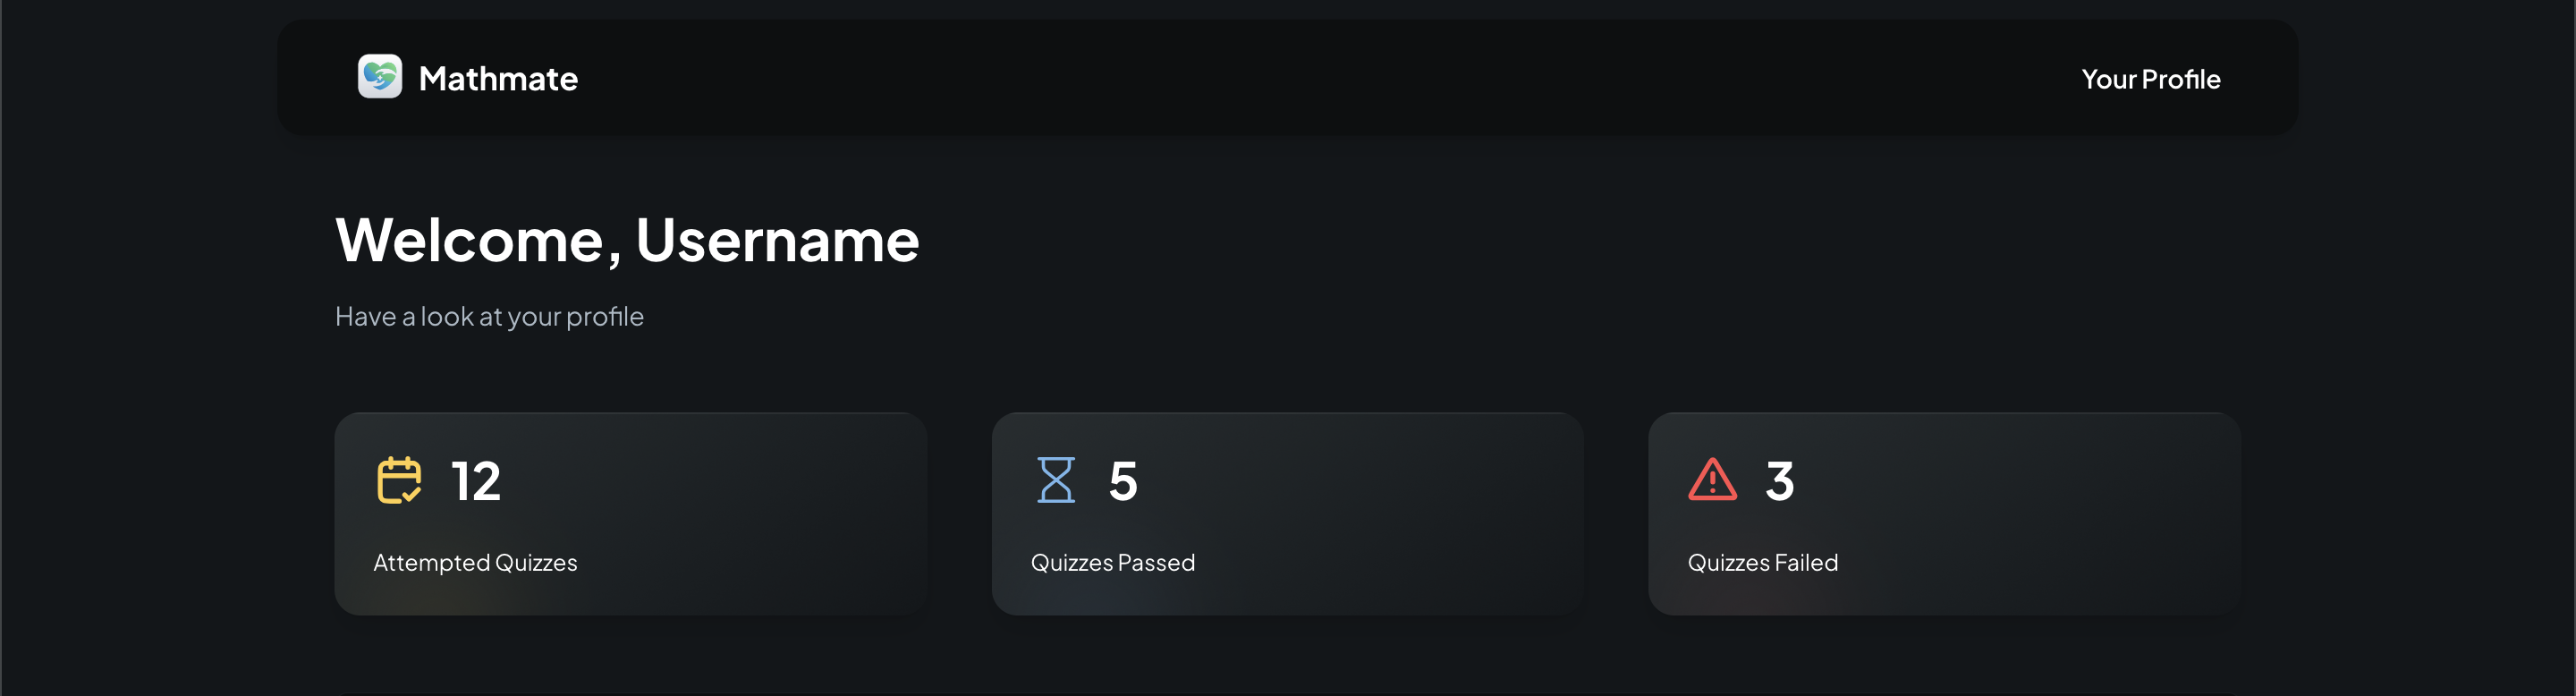 Mathmate
Your Profile
Welcome, Username
Have a look at your profile
12
Attempted Quizzes
5
Quizzes Passed
3
Quizzes Failed